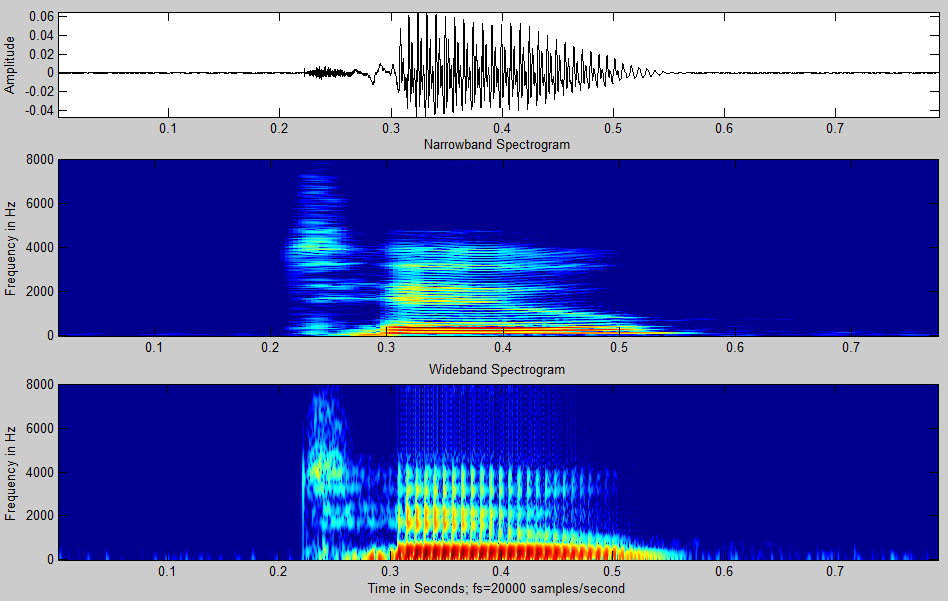 Amplitude
0.06
0.04
0.02
0
-0.02
-0.04
0.1 0.2 0.3 0.4 0.5 0.6 0.7
Narrowband Spectrogram
Frequency in Hz
8000
6000
4000
2000
0
0.1 0.2 0.3 0.4 0.5 0.6 0.7
Wideband Spectrogram
Frequency in Hz
8000
6000
4000
2000
0
0.1 0.2 0.3 0.4 0.5 0.6 0.7
Time in Seconds; fs=20000 samples/second